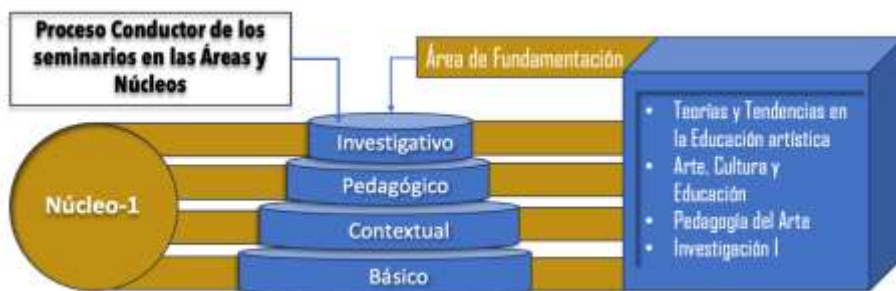 Proceso Conductor de los
seminarios en las Áreas y
Núcleos
Área de Fundamentación
Núcleo-1
Investigativo
Pedagógico
Contextual
Básico
• Teorías y Tendencias en
la Educación artística
• Arte, Cultura y
Educación
• Pedagogía del Arte
• Investigación I